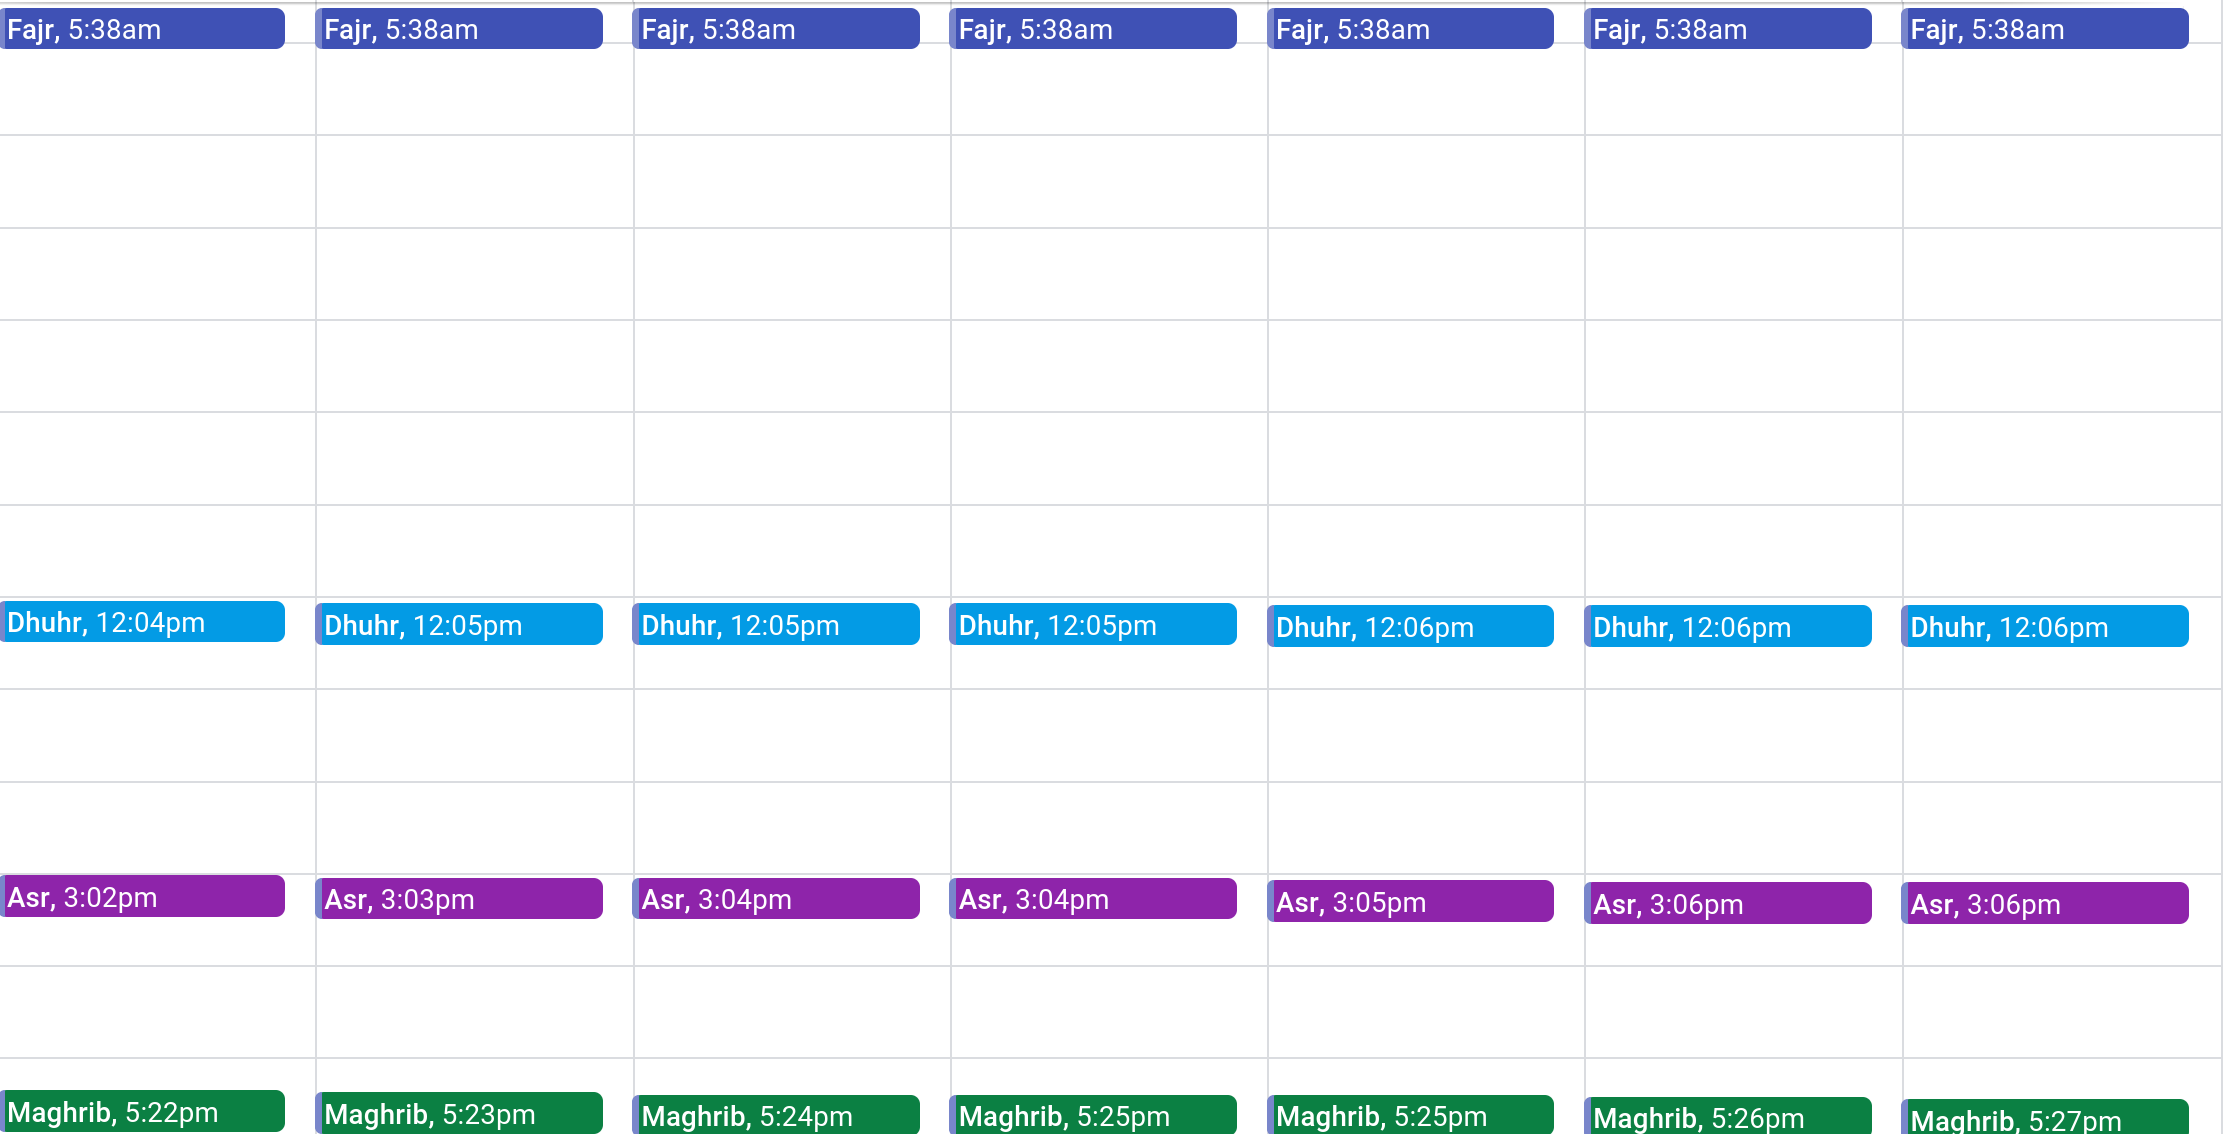 Fajr, 5:38am
Fajr, 5:38am
Fajr, 5:38am
Fajr, 5:38am
Fajr, 5:38am
Fajr, 5:38am
Fajr, 5:38am
Dhuhr, 12:04pm
Dhuhr, 12:05pm
Dhuhr, 12:05pm
Dhuhr, 12:05pm
Dhuhr, 12:06pm
Dhuhr, 12:06pm
Dhuhr, 12:06pm
Asr, 3:02pm
Asr, 3:03pm
Asr, 3:04pm
Asr, 3:04pm
Asr, 3:05pm
Asr, 3:06pm
Asr, 3:06pm
Maghrib, 5:22pm
Maghrib, 5:23pm
Maghrib, 5:24pm
Maghrib, 5:25pm
Maghrib, 5:25pm
Maghrib, 5:26pm
Maghrib, 5:27pm